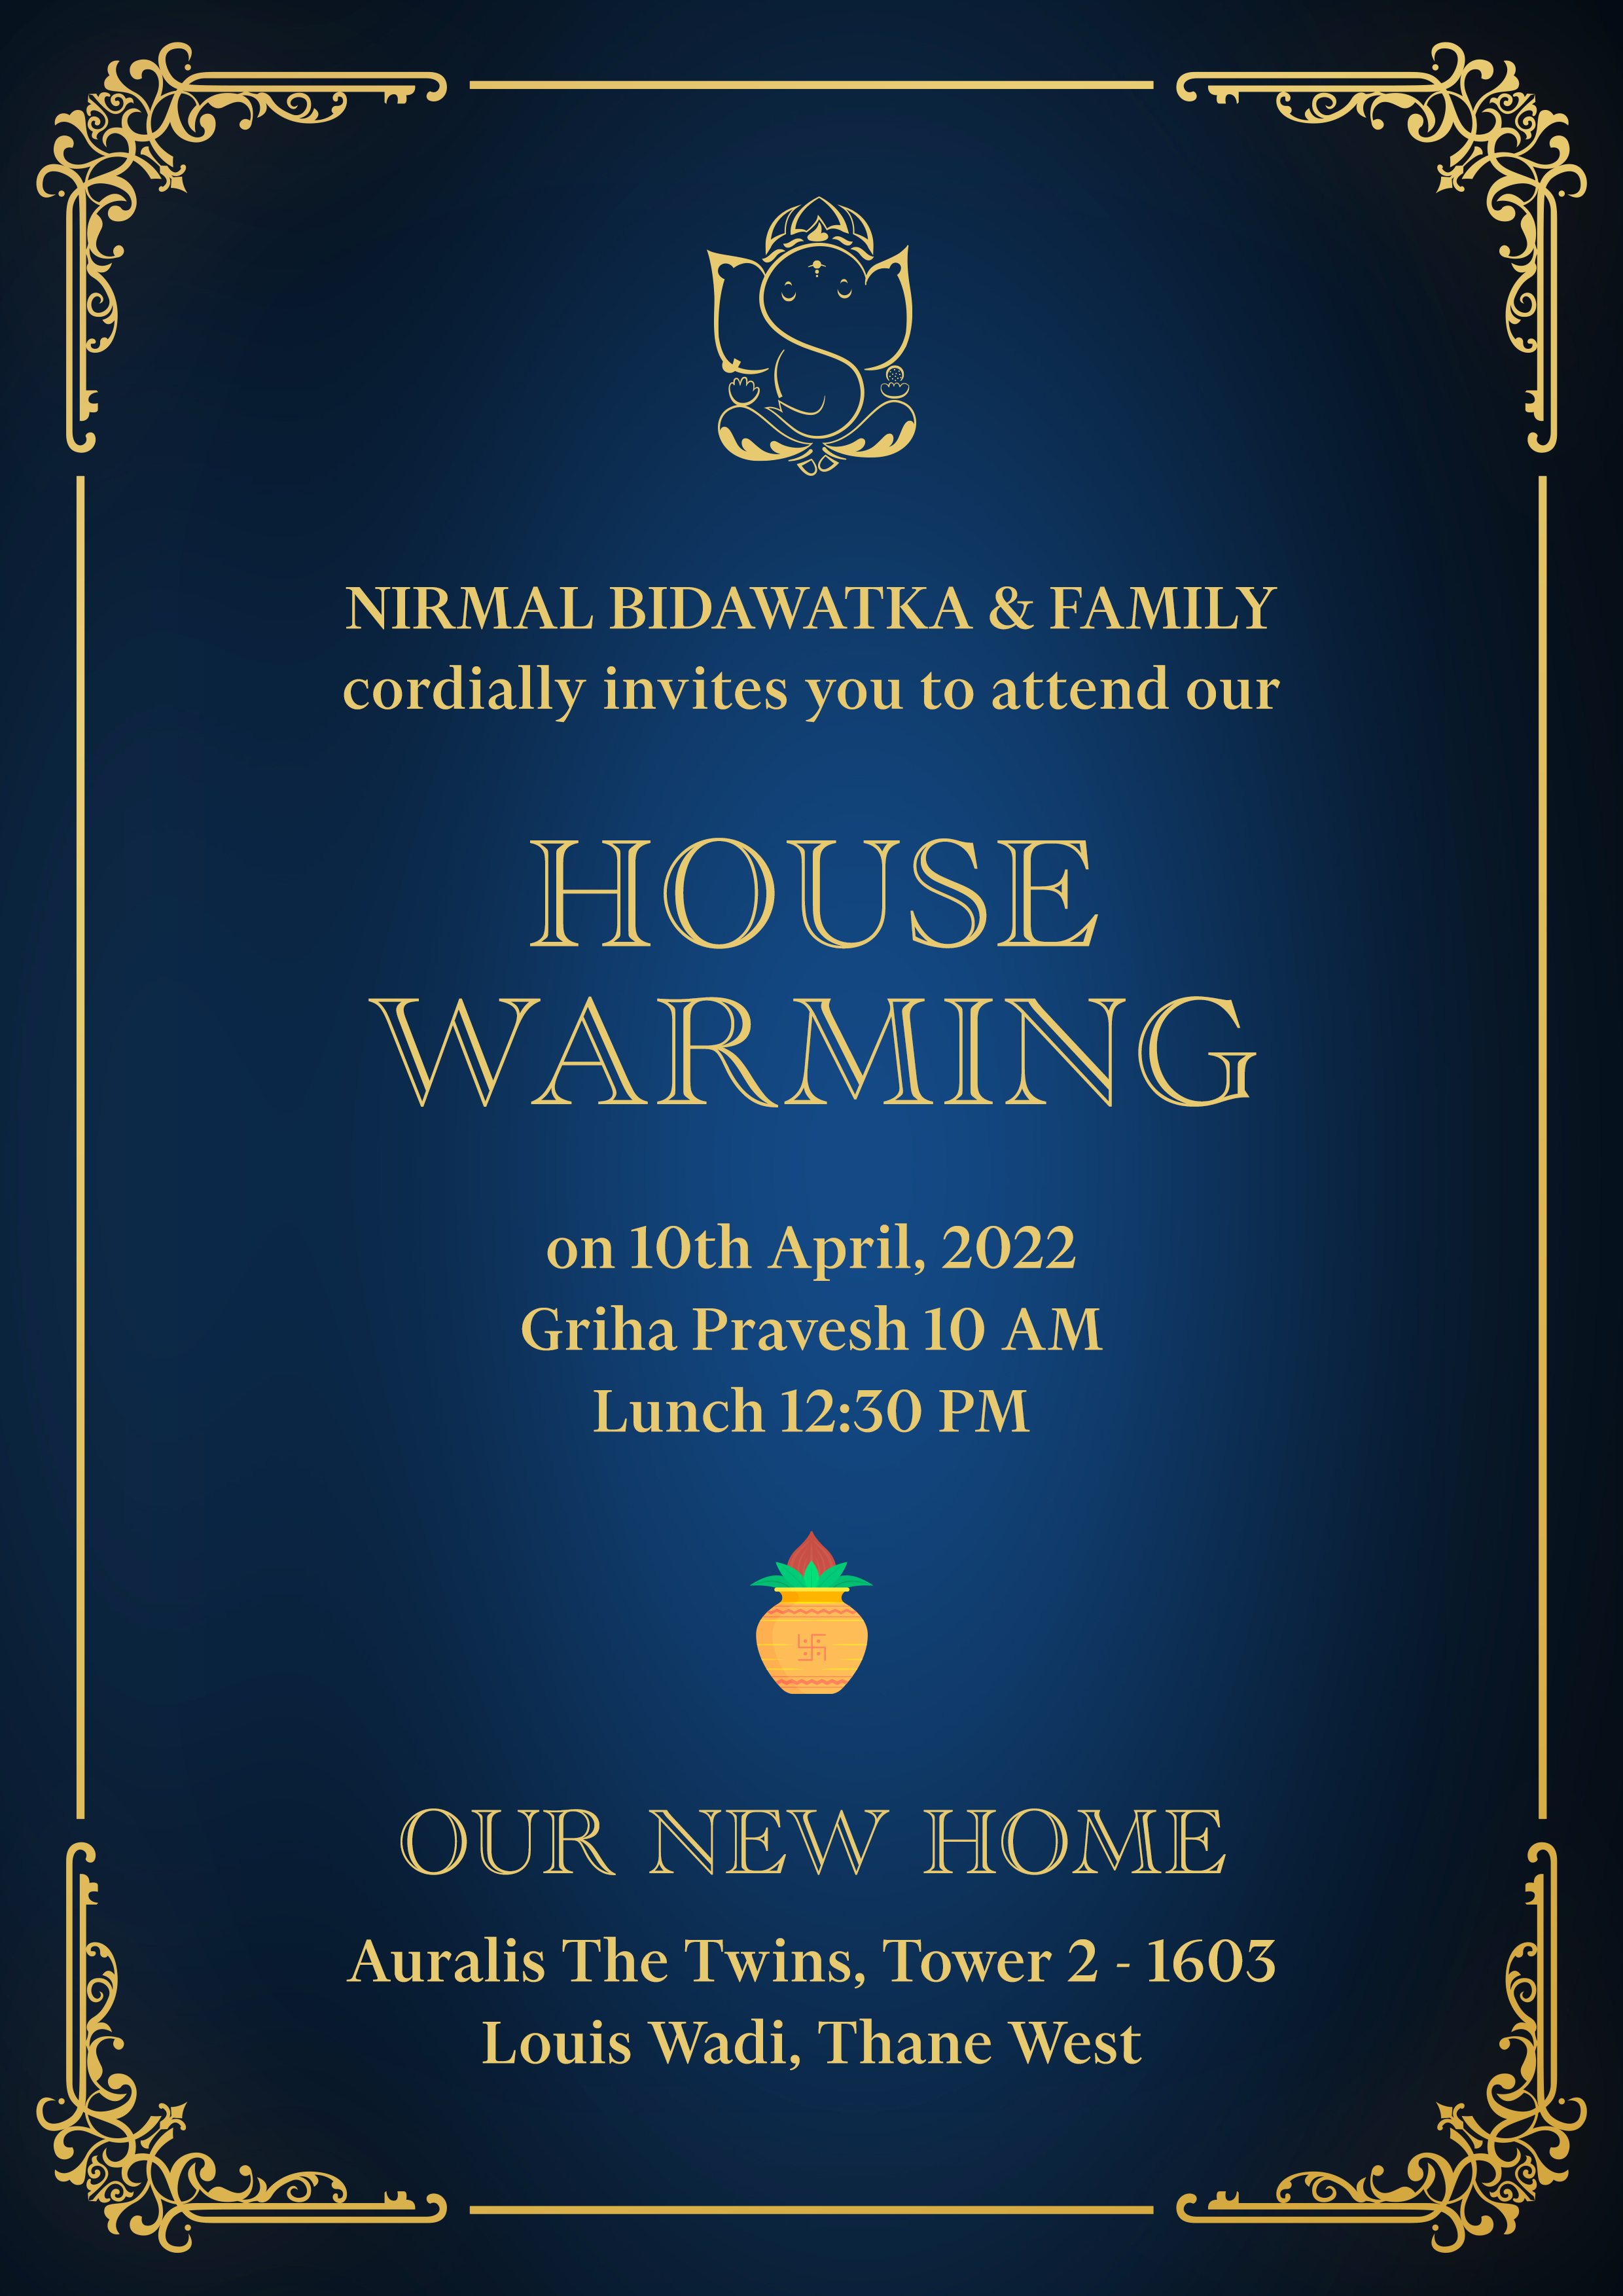 NIRMAL BIDAWATKA & FAMILY
cordially invites you to attend our
HOUSE
WARMING
on 10th April, 2022
Griha Pravesh 10 AM
Lunch 12:30 PM
OUR NEW HOME
Auralis The Twins, Tower 2 - 1603
Louis Wadi, Thane West